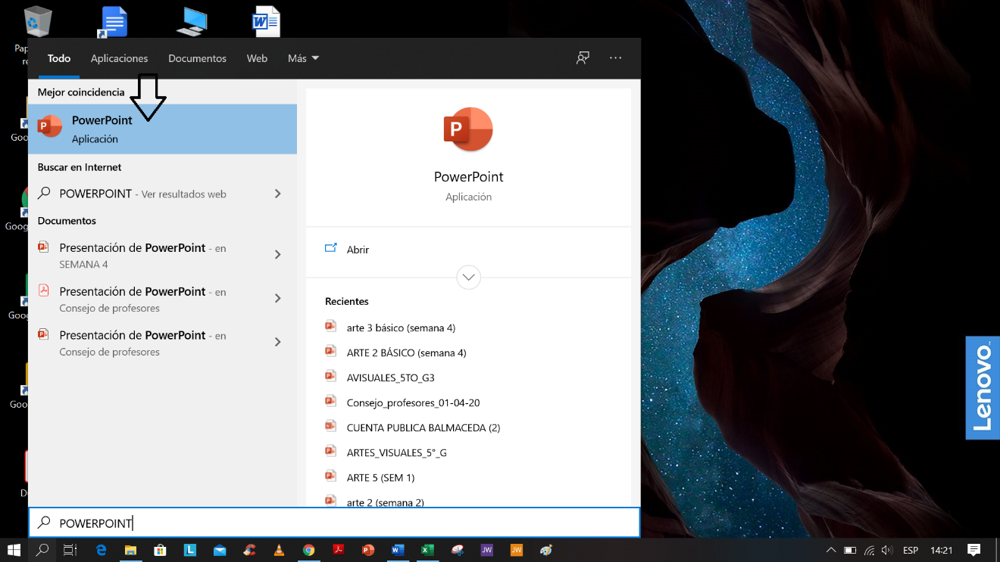 Pap
re
Todo
Aplicaciones
Documentos
Web
Más
Mejor coincidencia
PowerPoint
Aplicación
Buscar en Internet
POWERPOINT - Ver resultados web
Documentos
Presentación de PowerPoint - en
SEMANA 4
Presentación de PowerPoint - en
Consejo de profesores
Presentación de PowerPoint - en
Consejo de profesores
PowerPoint
Aplicación
Abrir
Recientes
arte 3 básico (semana 4)
ARTE 2 BÁSICO (semana 4)
AVISUALES_5TO_G3
Consejo_profesores_01-04-20
CUENTA PUBLICA BALMACEDA (2)
ARTES_VISUALES_5°_G
ARTE 5 (SEM 1)
arte 2 (semana 2)
Goo
Goog
Goog
Goo
D
Lenovo
POWERPOINT
ESP
14:21